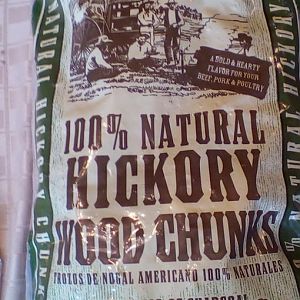 A BOLD & HEARTY
FLAVOR FOR YOUR
BEEF, PORK & POULTRY
100% NATURAL
HICKORY
WOOD CHUNKS
TROZOS DE NOGAL AMERICANO 100% NATURALES
NATURAL HICKORY CHUNK
HICKORY